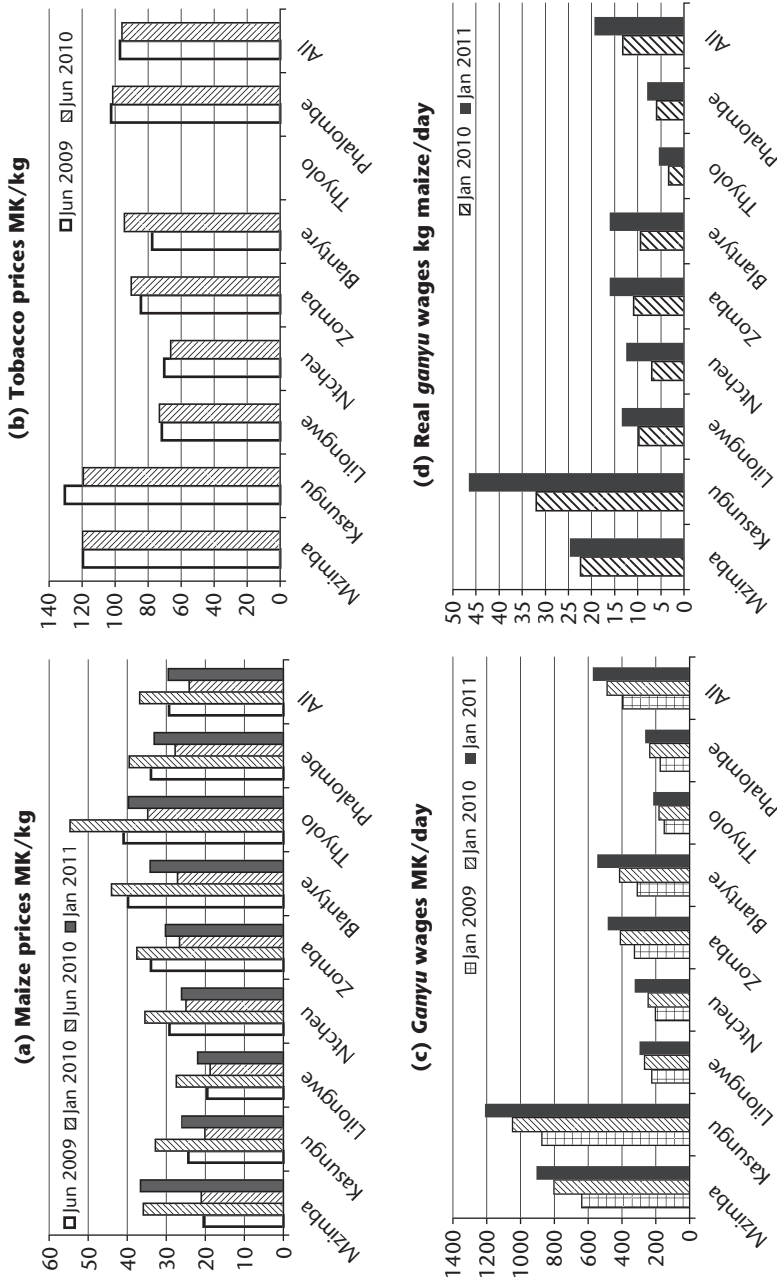 (a) Maize prices MK/kg
Jun 2009 Jan 2010 Jun 2010 Jan 2011
60
50
40
30
20
10
0
Mzimba
Kasungu
Lilongwe
Ntcheu
Zomba
Blantyre
Thyolo
Phalombe
All
(b) Tobacco prices MK/kg
Jun 2009 Jun 2010
140
120
100
80
60
40
20
0
Mzimba
Kasungu
Lilongwe
Ntcheu
Zomba
Blantyre
Thyolo
Phalombe
All
(c) Ganyu wages MK/day
Jan 2009 Jan 2010 Jan 2011
1400
1200
1000
800
600
400
200
0
Mzimba
Kasungu
Lilongwe
Ntcheu
Zomba
Blantyre
Thyolo
Phalombe
All
(d) Real ganyu wages kg maize/day
Jan 2010 Jan 2011
50
45
40
35
30
25
20
15
10
5
0
Mzimba
Kasungu
Lilongwe
Ntcheu
Zomba
Blantyre
Thyolo
Phalombe
All